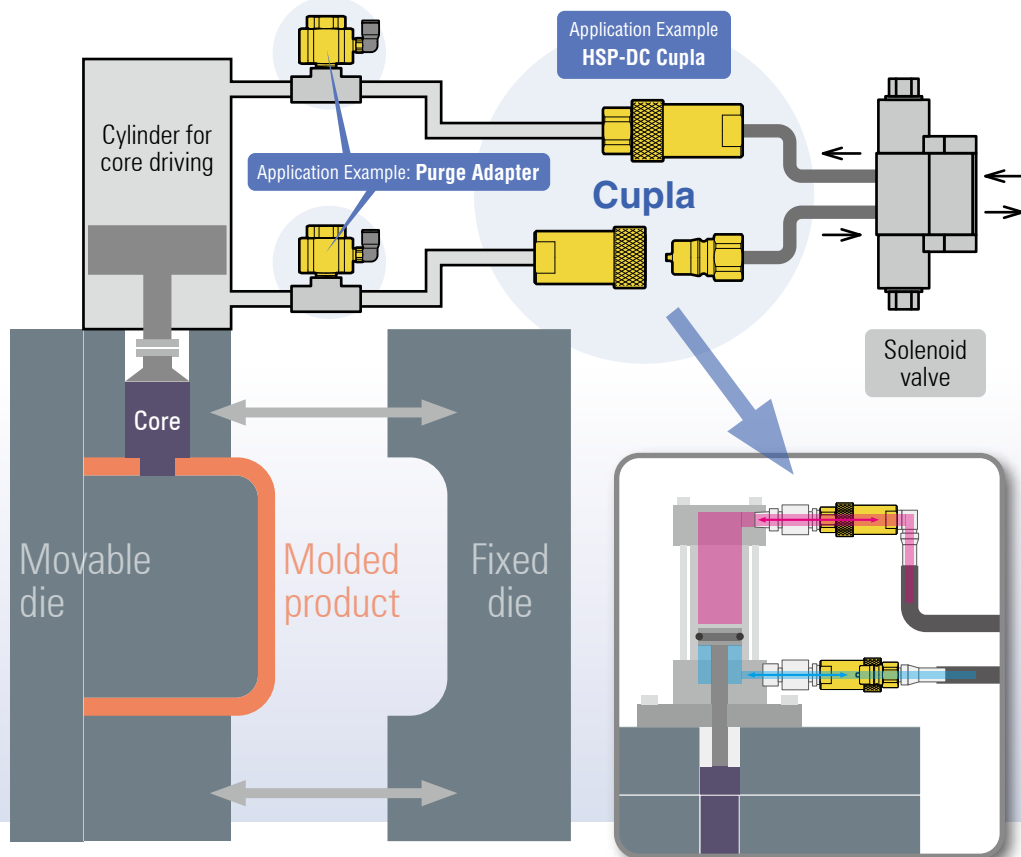 Application Example
HSP-DC Cupla
Cylinder for
core driving
Application Example: Purge Adapter
Cupla
Solenoid
valve
Core
Movable
die
Molded
product
Fixed
die